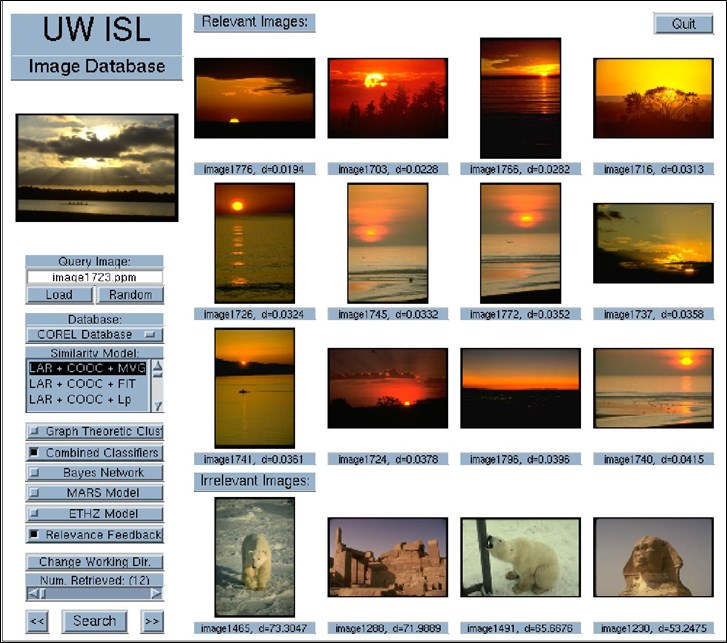 UW ISL
Image Database
Query Image:
image1723.ppm
Load Random
Database:
COREL Database
Similarity Model:
LAR + COOC + MVG
LAR + COOC + FIT
LAR + COOC + Lp
Graph Theoretic Clust
Combined Classifiers
Bayes Network
MARS Model
ETHZ Model
Relevance Feedback
Change Working Dir.
Num. Retrieved: (12)
<< Search >>
Relevant Images:
Quit
image1776, d=0.0194
image1703, d=0.0228
image1766, d=0.0282
image1716, d=0.0313
image1726, d=0.0324
image1745, d=0.0332
image1772, d=0.0352
image1737, d=0.0358
image1741, d=0.0361
image1724, d=0.0378
image1796, d=0.0396
image1740, d=0.0415
Irrelevant Images:
image1465, d=73.3047
image1288, d=71.9889
image1491, d=65.6676
image1230, d=53.2475